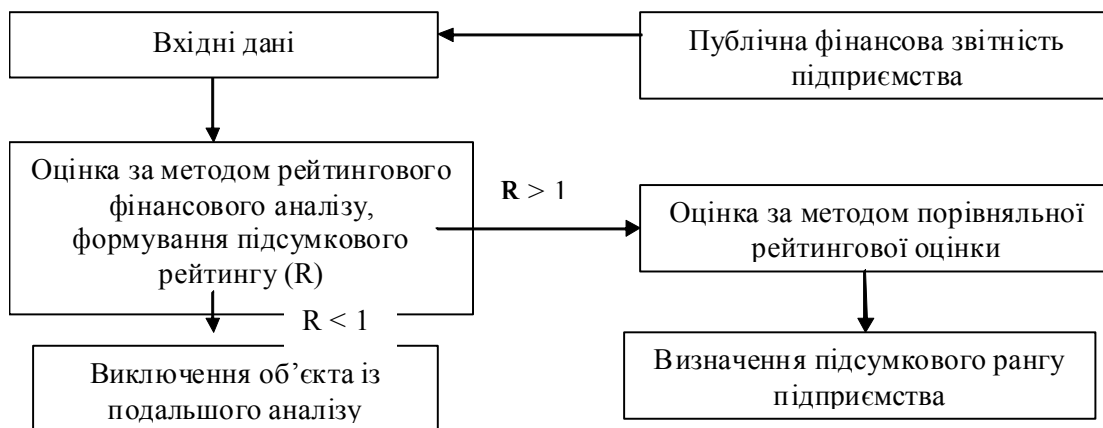 Вхідні дані
Публічна фінансова звітність
підприємства
Оцінка за методом рейтингового
фінансового аналізу,
формування підсумкового
рейтингу (R)
R > 1
Оцінка за методом порівняльної
рейтингової оцінки
R < 1
Виключення об’єкта із
подальшого аналізу
Визначення підсумкового рангу
підприємства